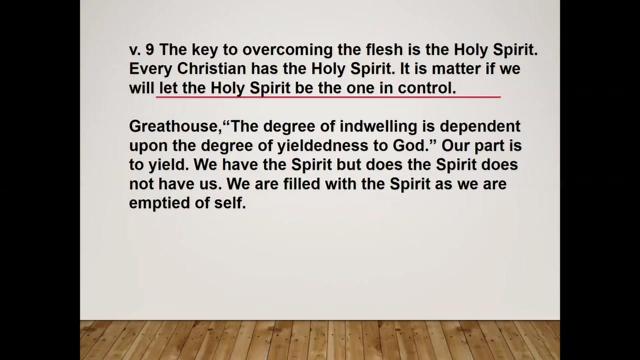 v. 9 The key to overcoming the flesh is the Holy Spirit.
Every Christian has the Holy Spirit. It is matter if we
will let the Holy Spirit be the one in control.
Greathouse,“The degree of indwelling is dependent
upon the degree of yieldedness to God.” Our part is
to yield. We have the Spirit but does the Spirit does
not have us. We are filled with the Spirit as we are
emptied of self.